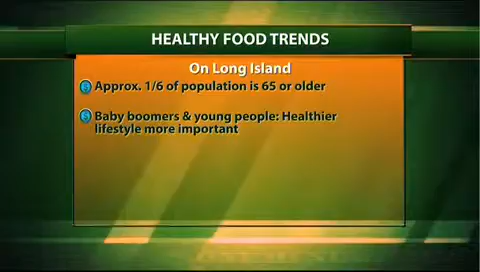 HEALTHY FOOD TRENDS
On Long Island
Approx. 1/6 of population is 65 or older
Baby boomers & young people: Healthier
lifestyle more important